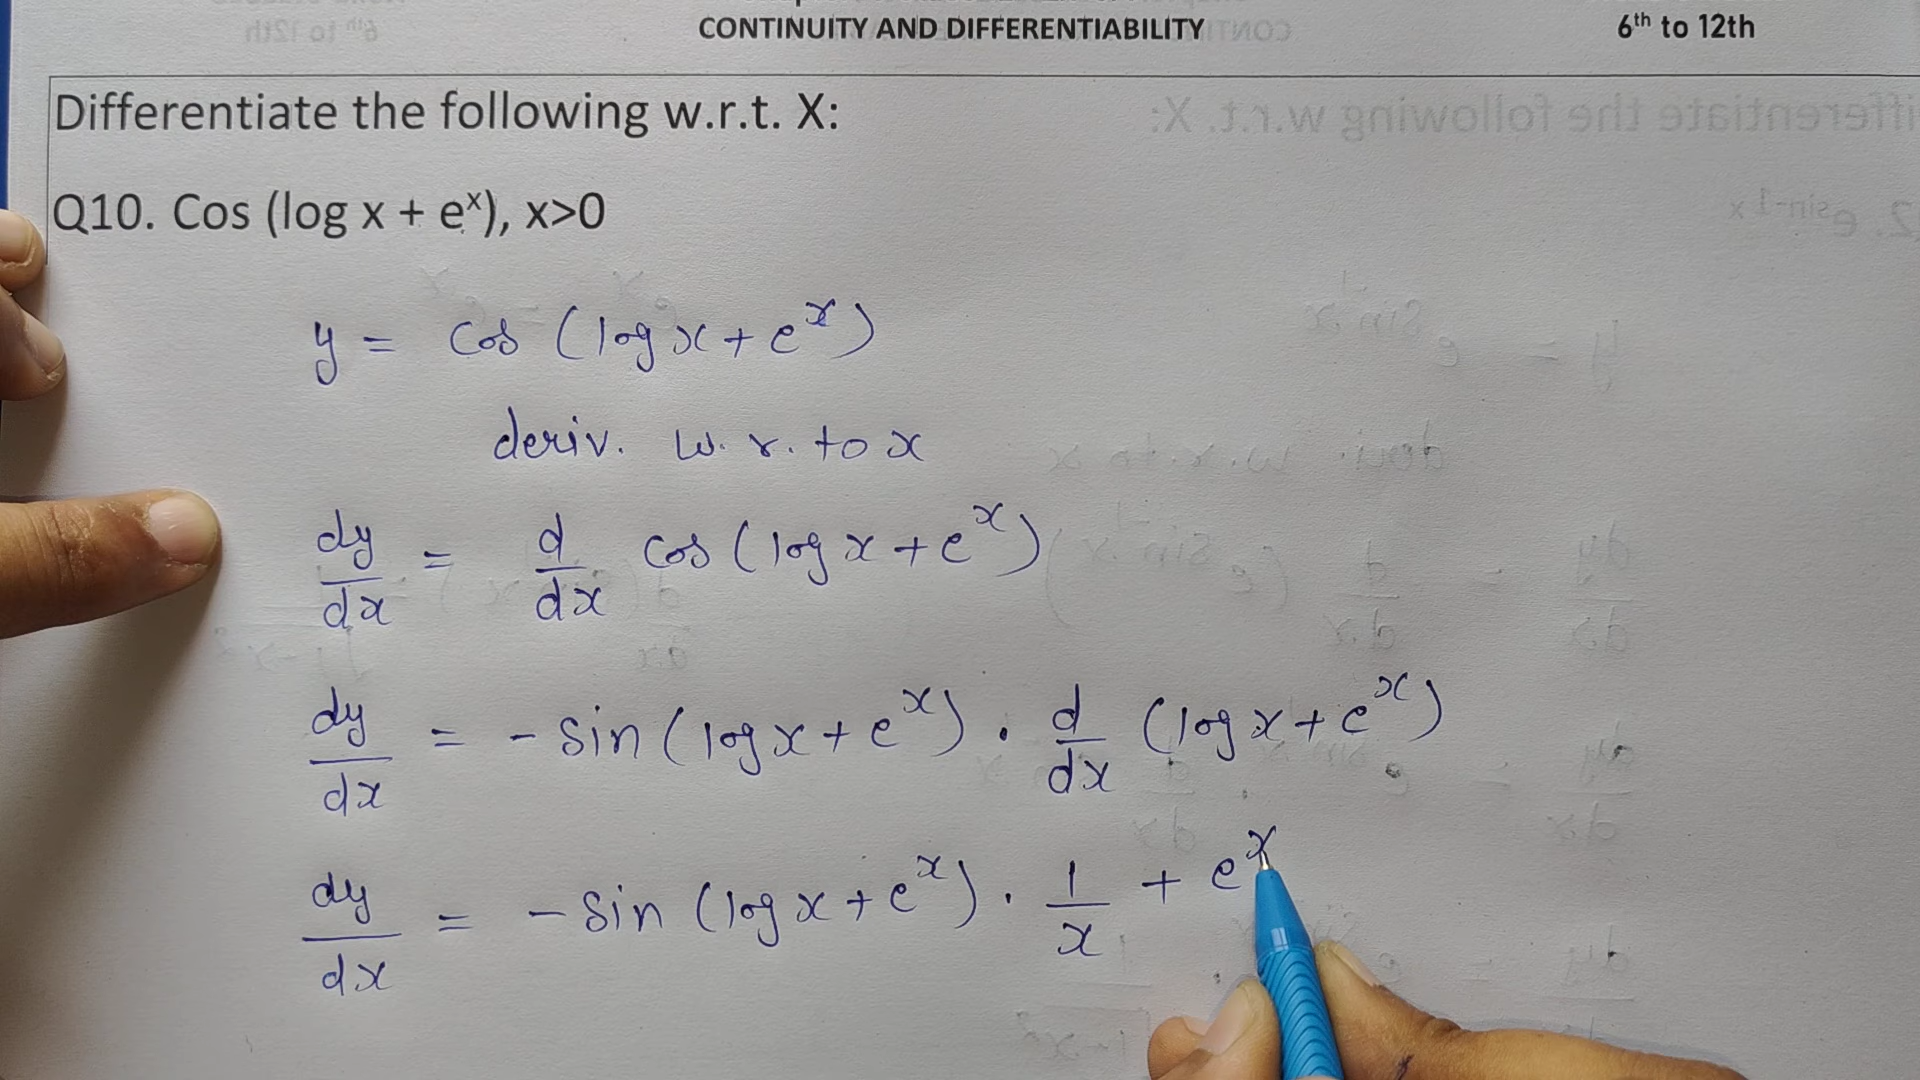 CONTINUITY AND DIFFERENTIABILITY
6th to 12th
Differentiate the following w.r.t. X:
Q10. Cos (log x + eˣ), x>0
y = cos (log x + eˣ)
deriv. w.r. to x
dy/dx = d/dx cos (log x + eˣ)
dy/dx = - sin (log x + eˣ) . d/dx (log x + eˣ)
dy/dx = - sin (log x + eˣ) . 1/x + eˣ